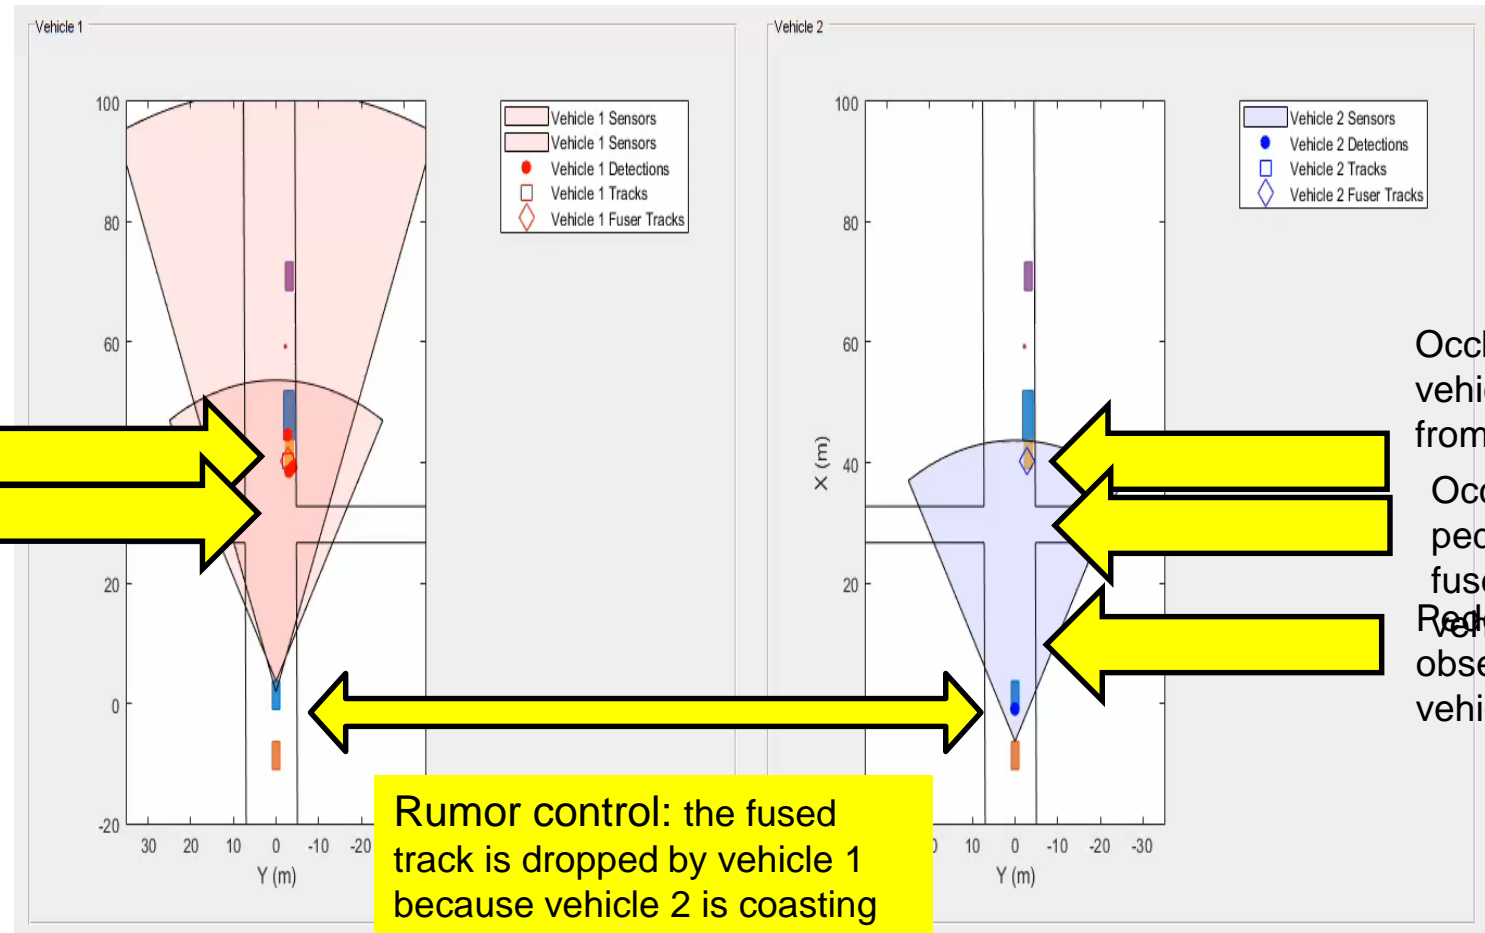 Vehicle 1
Vehicle 1 Sensors
Vehicle 1 Sensors
Vehicle 1 Detections
Vehicle 1 Tracks
Vehicle 1 Fuser Tracks
100
80
60
40
20
0
-20
30 20 10 0 -10 -20
Y (m)
Vehicle 2
Vehicle 2 Sensors
Vehicle 2 Detections
Vehicle 2 Tracks
Vehicle 2 Fuser Tracks
100
80
60
40
20
X (m)
10 0 -10 -20 -30
Y (m)
from
Rumor control: the fused
track is dropped by vehicle 1
because vehicle 2 is coasting